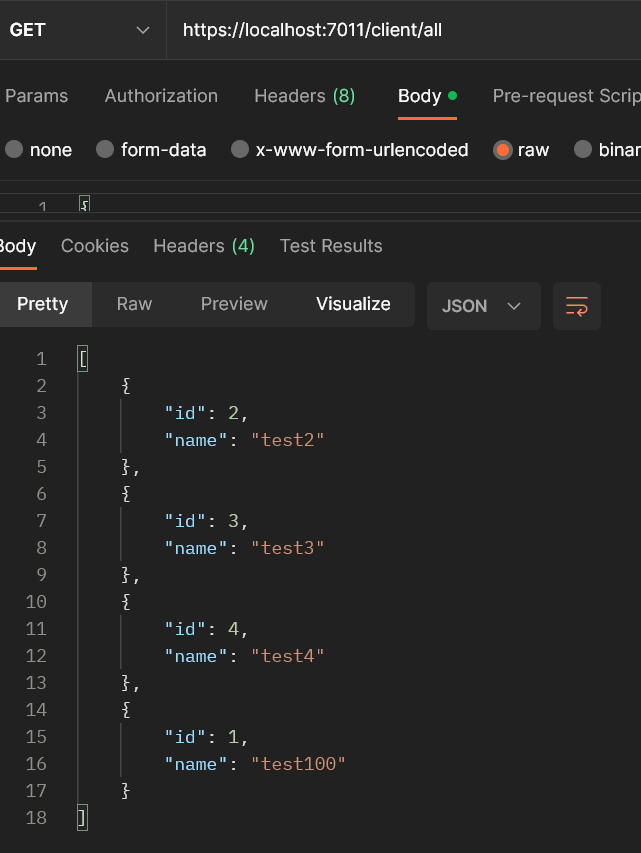 GET https://localhost:7011/client/all
Params Authorization Headers (8) Body Pre-request Scrip
none form-data x-www-form-urlencoded raw binar
1 {
Body Cookies Headers (4) Test Results
Pretty Raw Preview Visualize JSON
1 [
2 {
3 "id": 2,
4 "name": "test2"
5 },
6 {
7 "id": 3,
8 "name": "test3"
9 },
10 {
11 "id": 4,
12 "name": "test4"
13 },
14 {
15 "id": 1,
16 "name": "test100"
17 }
18 ]